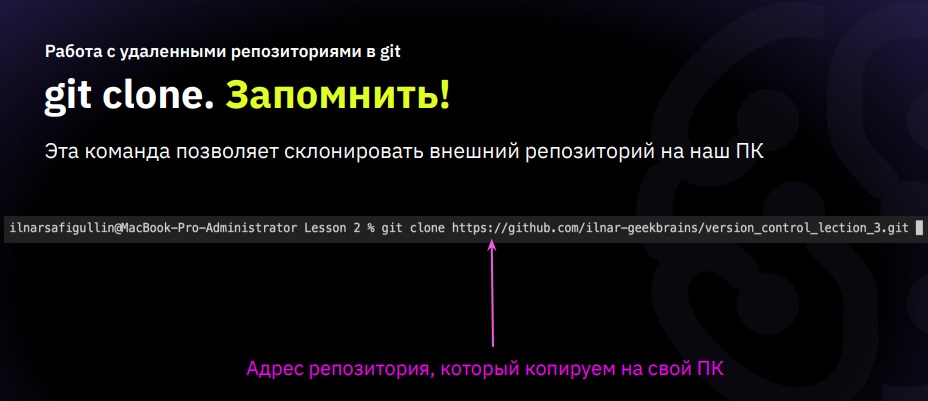 Работа с удаленными репозиториями в git
git clone. Запомнить!
Эта команда позволяет склонировать внешний репозиторий на наш ПК
ilnarsafigullin@MacBook-Pro-Administrator Lesson 2 % git clone https://github.com/ilnar-geekbrains/version_control_lection_3.git
Адрес репозитория, который копируем на свой ПК